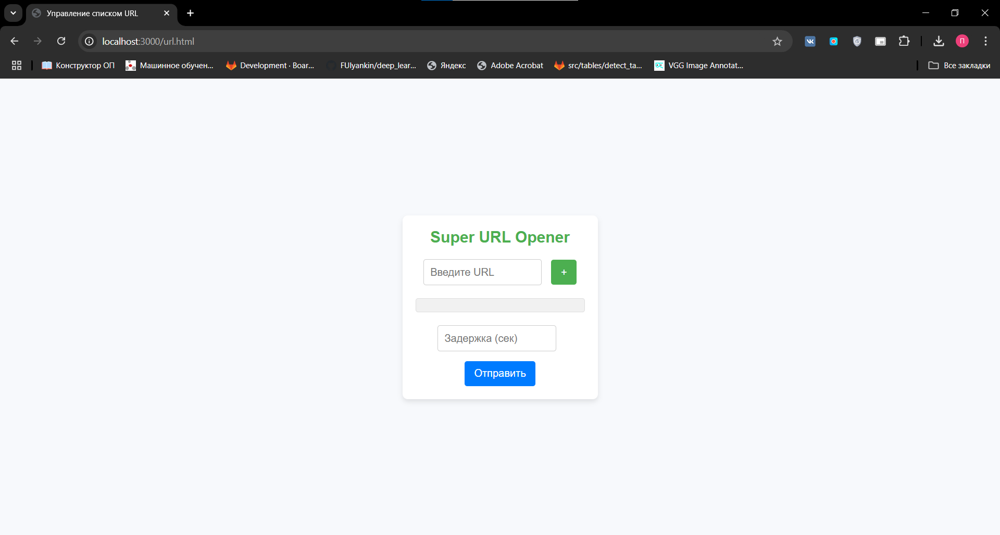 Управление списком URL
localhost:3000/url.html
П
Конструктор ОП
Машинное обучен...
Development · Boar...
FUlyankin/deep_lear...
Яндекс
Adobe Acrobat
src/tables/detect_ta...
VGG Image Annotat...
Все закладки
Super URL Opener
Введите URL
+
Задержка (сек)
Отправить